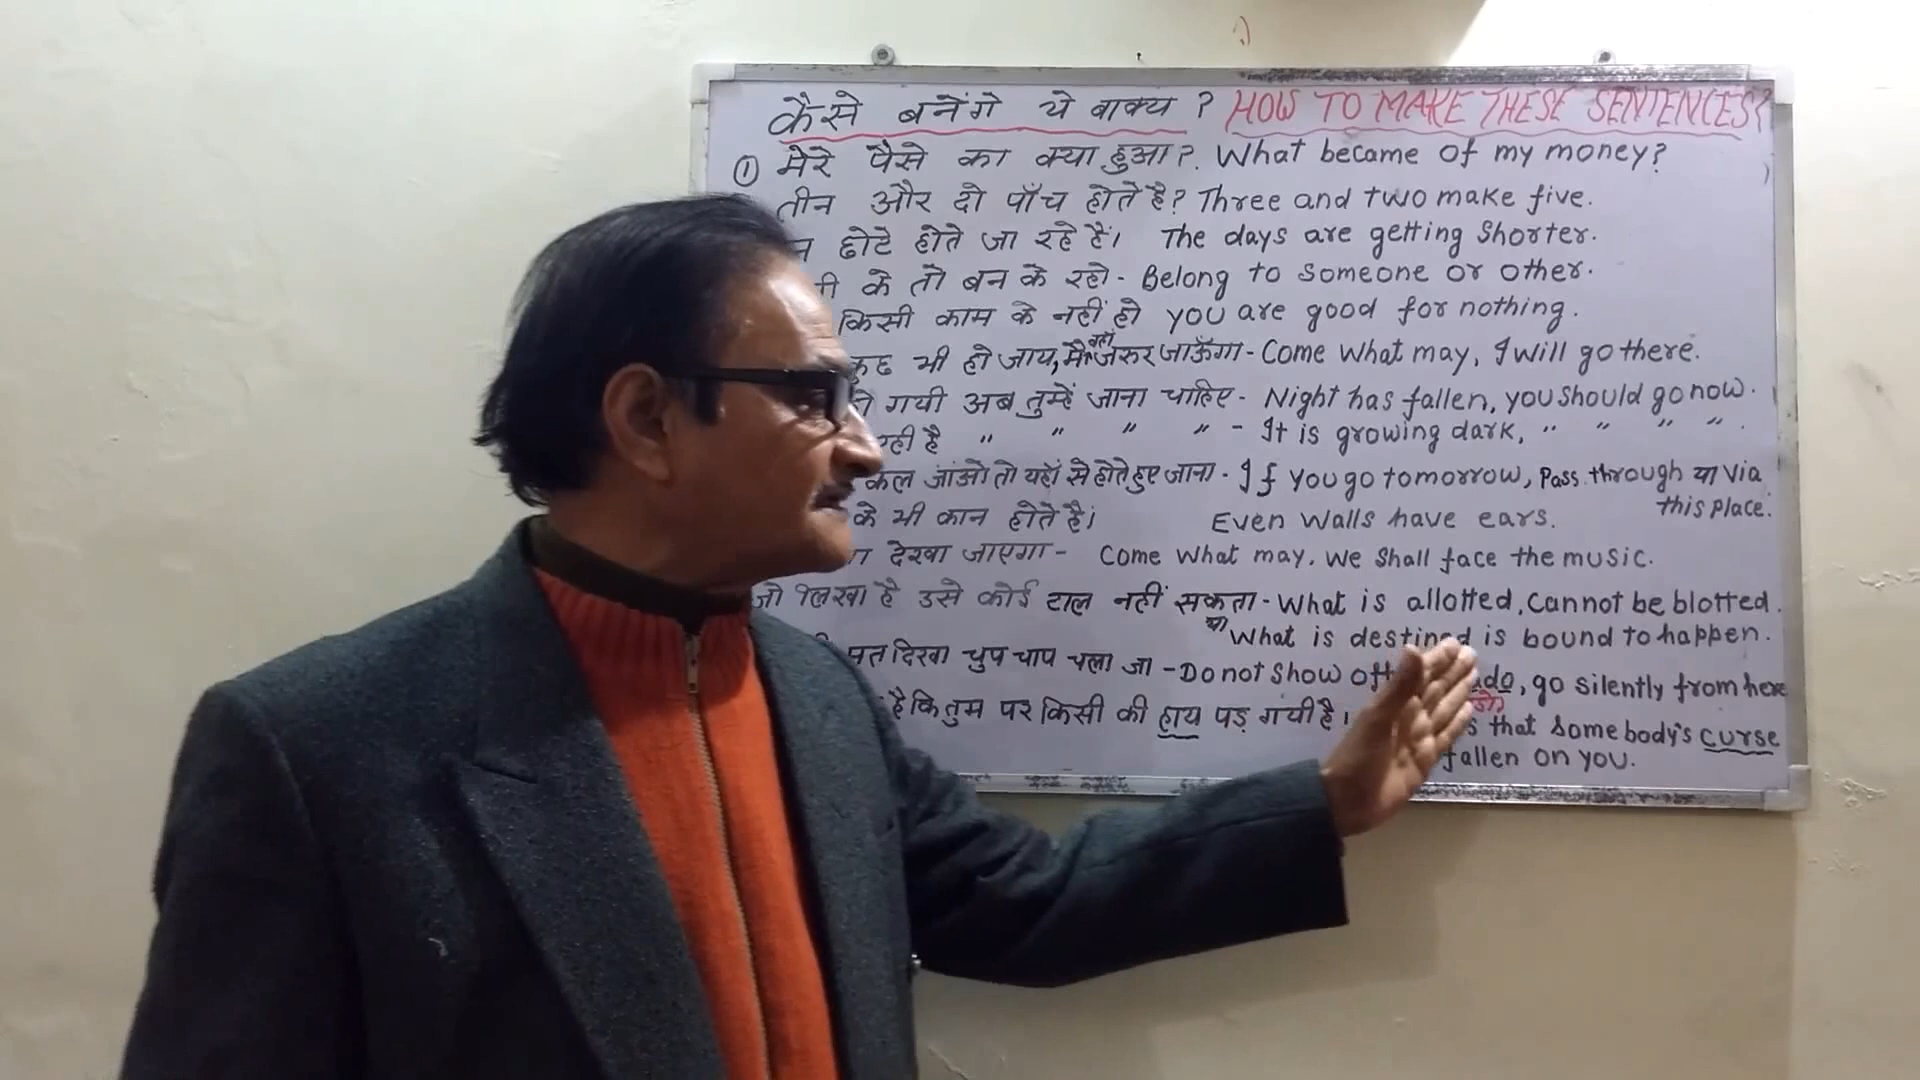 कैसे बनेंगे ये वाक्य ? HOW TO MAKE THESE SENTENCES?
① मेरे पैसे का क्या हुआ?. What became of my money?
तीन और दो पाँच होते है? Three and two make five.
छोटे होते जा रहे हैं। The days are getting shorter.
के तो बन के रहो - Belong to someone or other.
किसी काम के नहीं हो you are good for nothing.
कुछ भी हो जाय, मैं वहाँ जरुर जाऊँगा - Come what may, I will go there.
गयी अब तुम्हें जाना चाहिए - Night has fallen, you should go now.
रही है " " " " - It is growing dark, " " " " .
कल जांओ तो यहाँ से होते हुए जाना - If you go tomorrow, Pass through या via
this place.
के भी कान होते है। Even walls have ears.
देखा जाएगा - Come what may. we shall face the music.
जो लिखा है उसे कोई टाल नहीं सकता - What is allotted, cannot be blotted.
या What is destined is bound to happen.
मत दिखा चुप चाप चला जा - Do not show off ado, go silently from here
है कि तुम पर किसी की हाय पड़ गयी है। that somebody's curse
fallen on you.